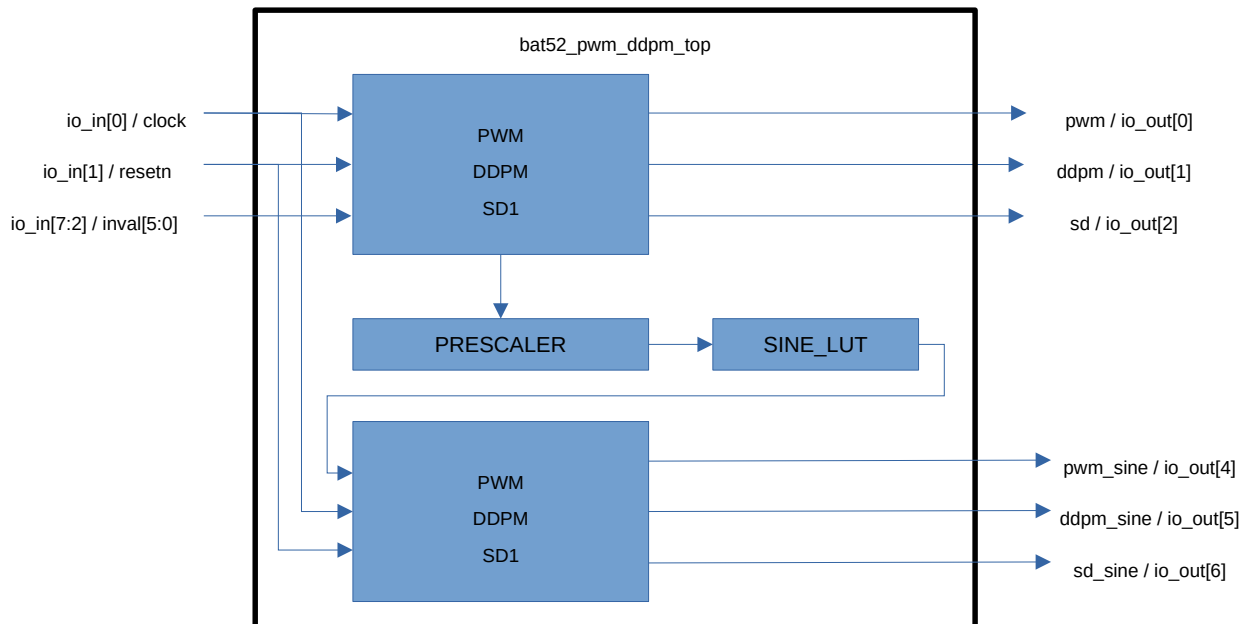 bat52_pwm_ddpm_top
io_in[0] / clock
io_in[1] / resetn
io_in[7:2] / inval[5:0]
PWM
DDPM
SD1
pwm / io_out[0]
ddpm / io_out[1]
sd / io_out[2]
PRESCALER
SINE_LUT
PWM
DDPM
SD1
pwm_sine / io_out[4]
ddpm_sine / io_out[5]
sd_sine / io_out[6]